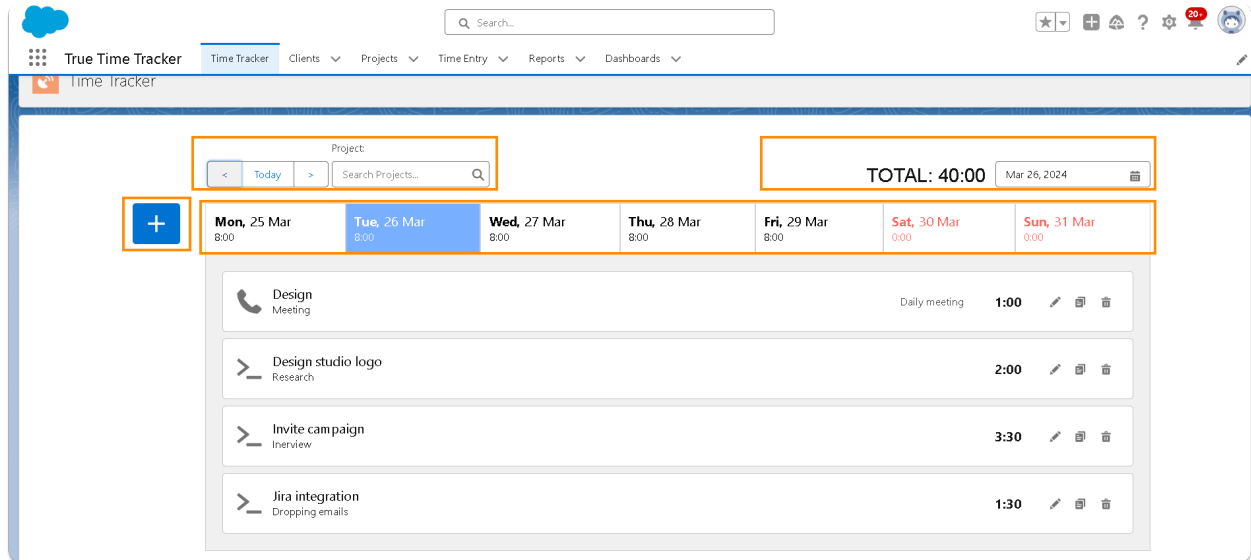 Search...
20+
True Time Tracker Time Tracker Clients Projects Time Entry Reports Dashboards
Time Tracker
Project:
< Today > Search Projects... TOTAL: 40:00 Mar 26, 2024
+
Mon, 25 Mar Tue, 26 Mar Wed, 27 Mar Thu, 28 Mar Fri, 29 Mar Sat, 30 Mar Sun, 31 Mar
8:00 8:00 8:00 8:00 8:00 0:00 0:00
Design
Meeting
Daily meeting 1:00
Design studio logo
Research
2:00
Invite campaign
Inerview
3:30
Jira integration
Dropping emails
1:30